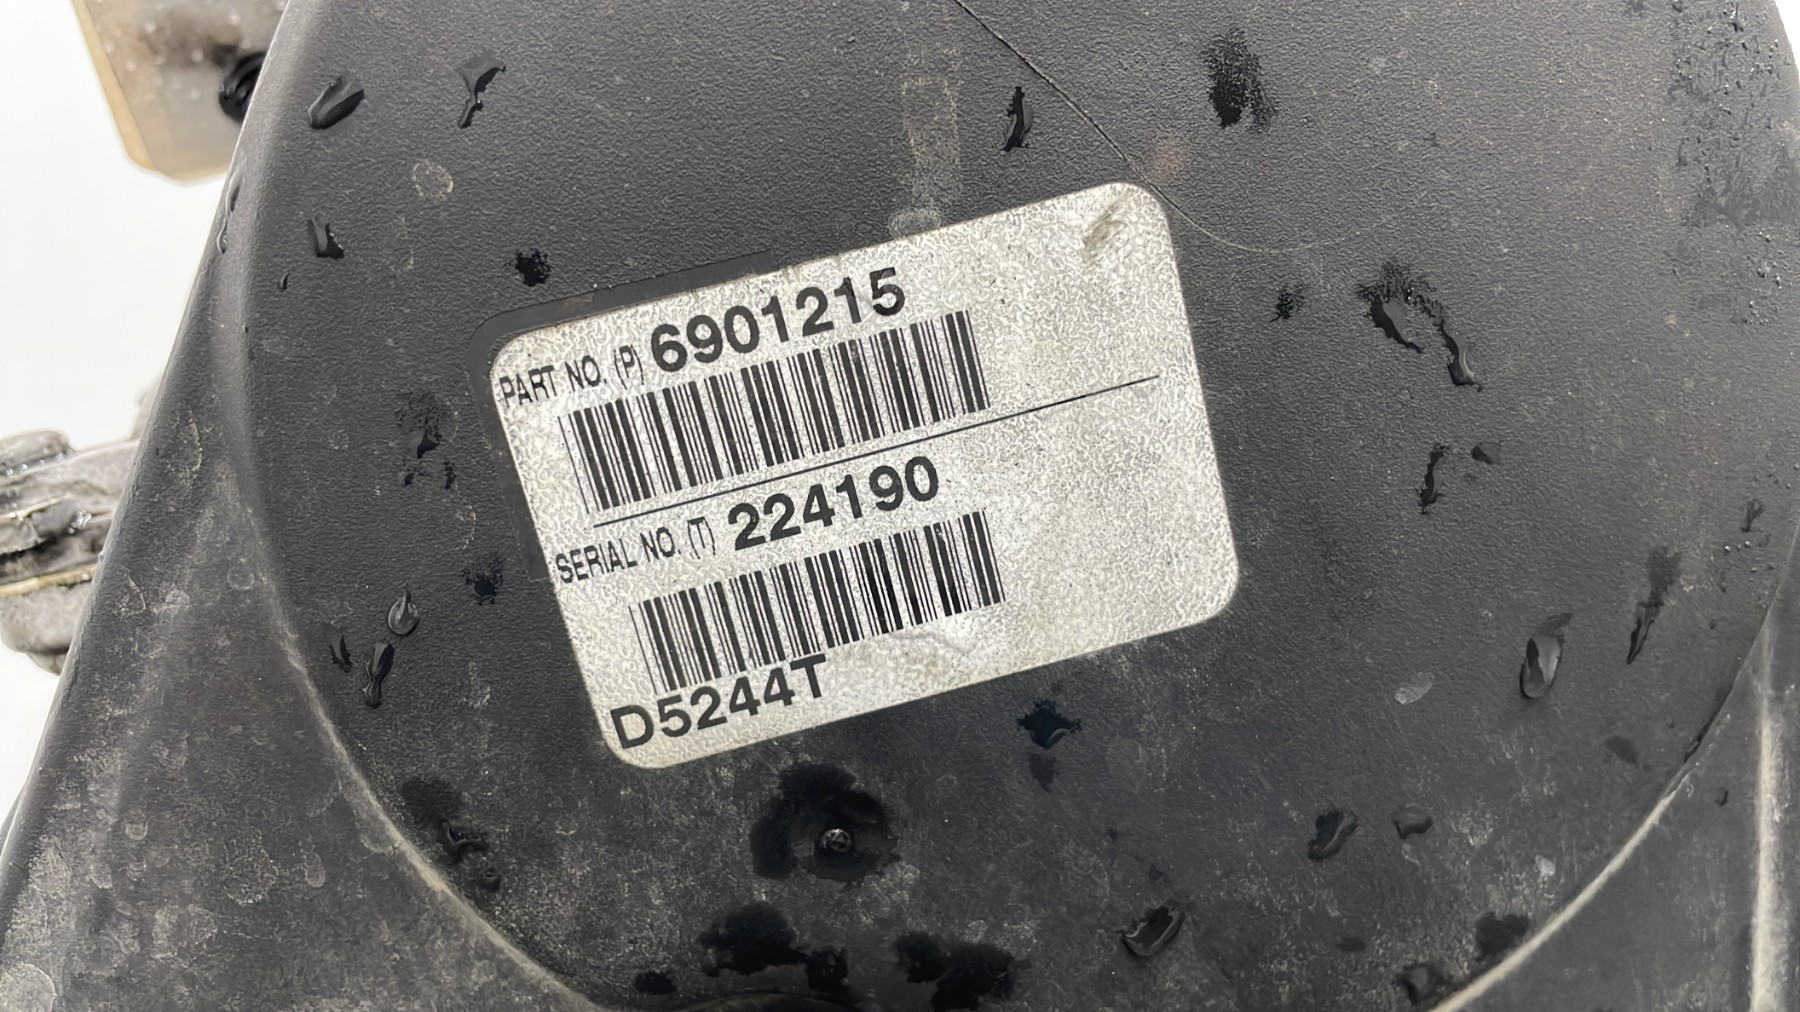 PART NO. (P) 6901215
SERIAL NO. (T) 224190
D5244T